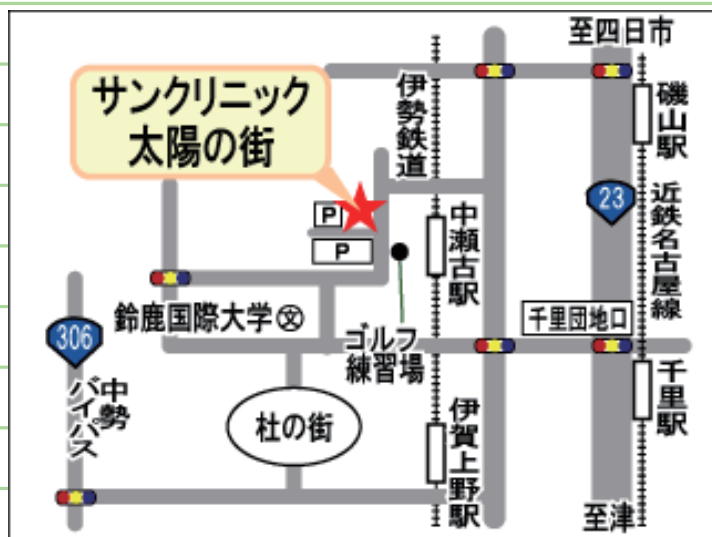 至四日市
サンクリニック
太陽の街
伊勢鉄道
磯山駅
P
P
中瀬古駅
23
近鉄名古屋線
鈴鹿国際大学文
306
ゴルフ
練習場
千里団地口
中勢
バイパス
杜の街
伊賀上野駅
千里駅
至津